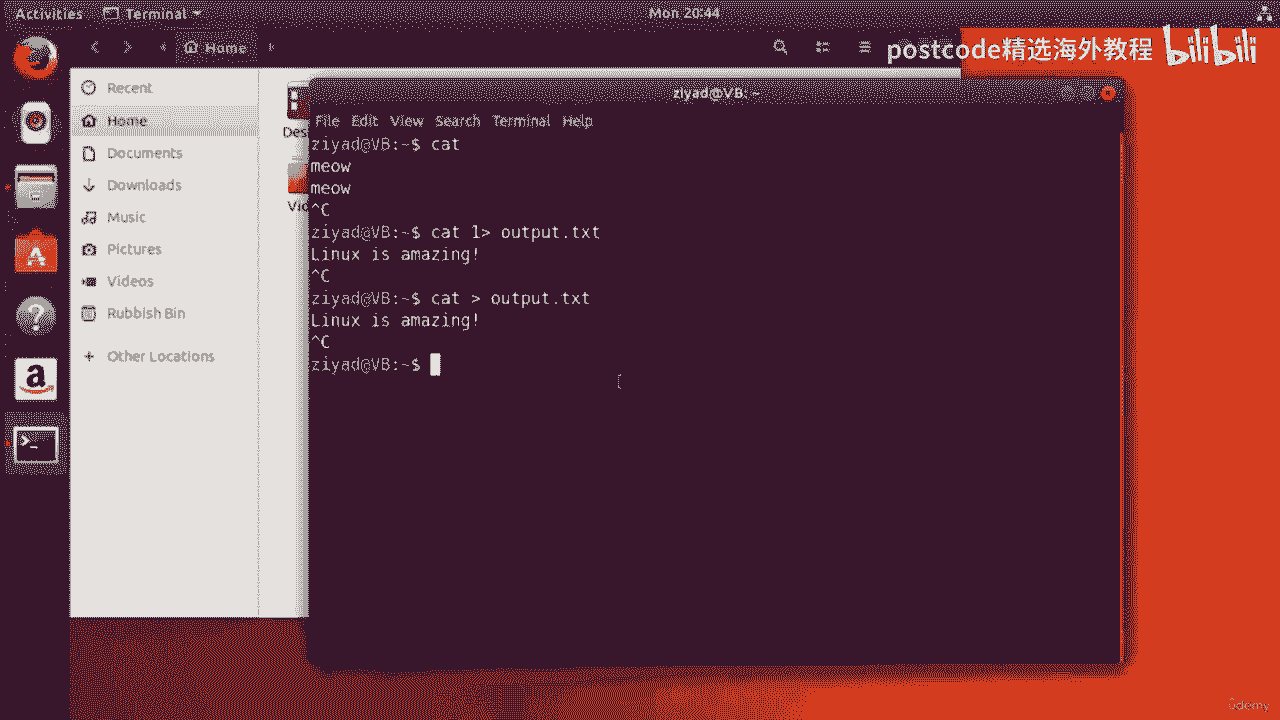 Activities Terminal Mon 20:44
Home
postcode精选海外教程 bilibili
Recent
Home
Documents
Downloads
Music
Pictures
Videos
Rubbish Bin
Other Locations
Des
Vid
ziyad@VB: ~
File Edit View Search Terminal Help
ziyad@VB:~$ cat
meow
meow
^C
ziyad@VB:~$ cat 1> output.txt
Linux is amazing!
^C
ziyad@VB:~$ cat > output.txt
Linux is amazing!
^C
ziyad@VB:~$
udemy